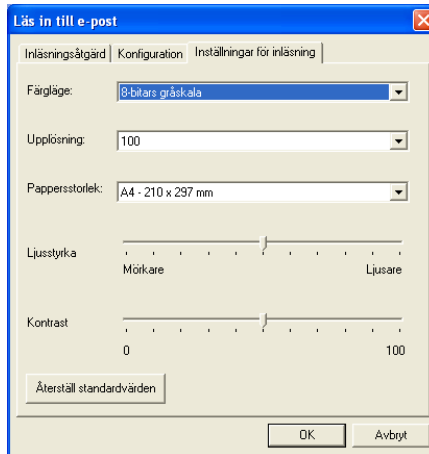 Läs in till e-post
Inläsningsåtgärd Konfiguration Inställningar för inläsning
Färgläge: 8-bitars gråskala
Upplösning: 100
Pappersstorlek: A4 - 210 x 297 mm
Ljusstyrka
Mörkare Ljusare
Kontrast
0 100
Återställ standardvärden
OK Avbryt